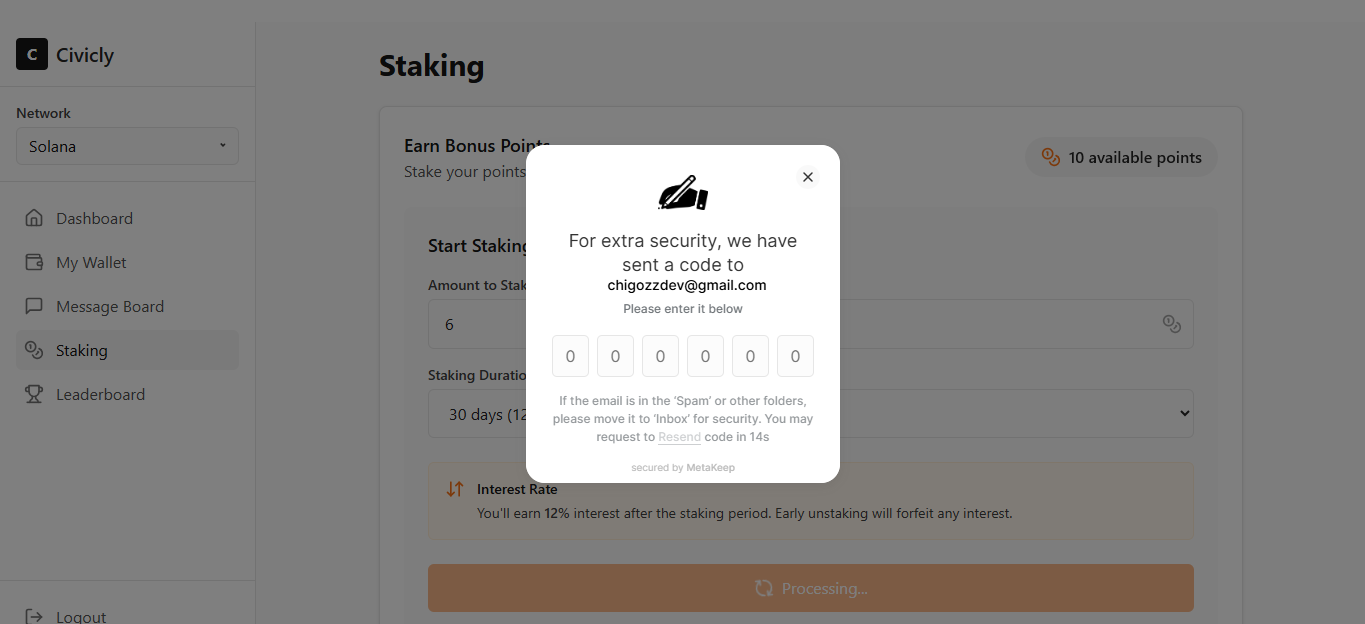 C Civicly
Network
Solana
Dashboard
My Wallet
Message Board
Staking
Leaderboard
Logout
Staking
Earn Bonus Points
Stake your points
10 available points
Start Staking
Amount to Stak
6
Staking Duratio
30 days (12
Interest Rate
You'll earn 12% interest after the staking period. Early unstaking will forfeit any interest.
Processing...
For extra security, we have
sent a code to
chigozzdev@gmail.com
Please enter it below
0 0 0 0 0 0
If the email is in the ‘Spam’ or other folders,
please move it to ‘Inbox’ for security. You may
request to Resend code in 14s
secured by MetaKeep